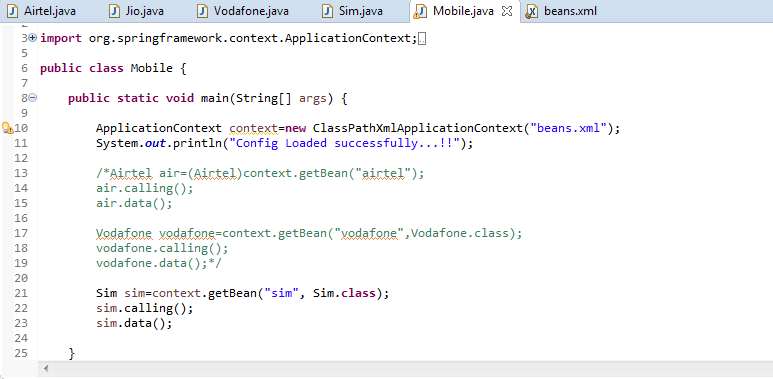 Airtel.java Jio.java Vodafone.java Sim.java Mobile.java beans.xml
3 import org.springframework.context.ApplicationContext;
5
6 public class Mobile {
7
8 public static void main(String[] args) {
9
10 ApplicationContext context=new ClassPathXmlApplicationContext("beans.xml");
11 System.out.println("Config Loaded successfully...!!");
12
13 /*Airtel air=(Airtel)context.getBean("airtel");
14 air.calling();
15 air.data();
16
17 Vodafone vodafone=context.getBean("vodafone",Vodafone.class);
18 vodafone.calling();
19 vodafone.data();*/
20
21 Sim sim=context.getBean("sim", Sim.class);
22 sim.calling();
23 sim.data();
24
25 }